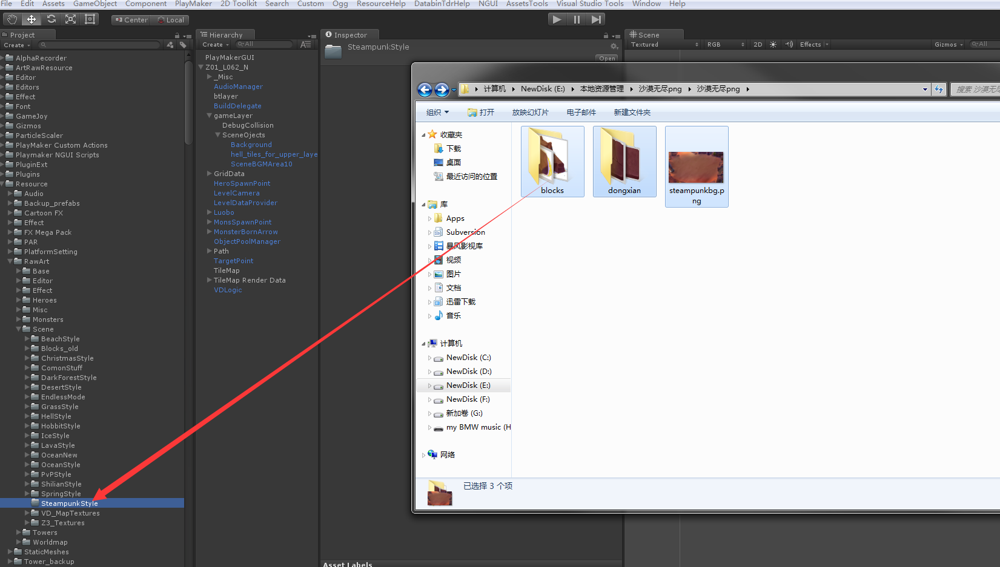 File Edit Assets GameObject Component PlayMaker 2D Toolkit Search Custom Ogg ResourceHelp DatabinTdrHelp NGUI AssetsTools Visual Studio Tools Window Help
Center Local
Project
Create
AlphaRecorder
ArtRawResource
Editor
Editors
Effect
Font
GameJoy
Gizmos
ParticleScaler
PlayMaker Custom Actions
Playmaker NGUI Scripts
PluginExt
Plugins
Resource
Audio
Backup_prefabs
Cartoon FX
Effect
FX Mega Pack
PAR
PlatformSetting
RawArt
Base
Editor
Effect
Heroes
Misc
Monsters
Scene
BeachStyle
Blocks_old
ChristmasStyle
ComonStuff
DarkForestStyle
DesertStyle
EndlessMode
GrassStyle
HellStyle
HobbitStyle
IceStyle
LavaStyle
OceanNew
OceanStyle
PvPStyle
ShilianStyle
SpringStyle
SteampunkStyle
VD_MapTextures
Z3_Textures
Towers
Worldmap
StaticMeshes
Tower_backup
Hierarchy
Create All
PlayMakerGUI
Z01_L062_N
_Misc
AudioManager
btlayer
BuildDelegate
gameLayer
DebugCollision
SceneOjects
Background
hell_tiles_for_upper_laye
SceneBGMArea10
GridData
HeroSpawnPoint
LevelCamera
LevelDataProvider
Luobo
MonsSpawnPoint
MonsterBornArrow
ObjectPoolManager
Path
TargetPoint
TileMap
TileMap Render Data
VDLogic
Inspector
SteampunkStyle
Open
Asset Labels
Scene
Textured RGB 2D Effects Gizmos All
计算机 NewDisk (E:) 本地资源管理 沙漠无尽png 沙漠无尽png
搜索 沙漠无尽
组织 打开 放映幻灯片 电子邮件 新建文件夹
收藏夹
下载
桌面
最近访问的位置
库
Apps
Subversion
暴风影视库
视频
图片
文档
迅雷下载
音乐
计算机
NewDisk (C:)
NewDisk (D:)
NewDisk (E:)
NewDisk (F:)
新加卷 (G:)
my BMW music (H
网络
blocks
dongxian
steampunkbg.p
ng
已选择 3 个项